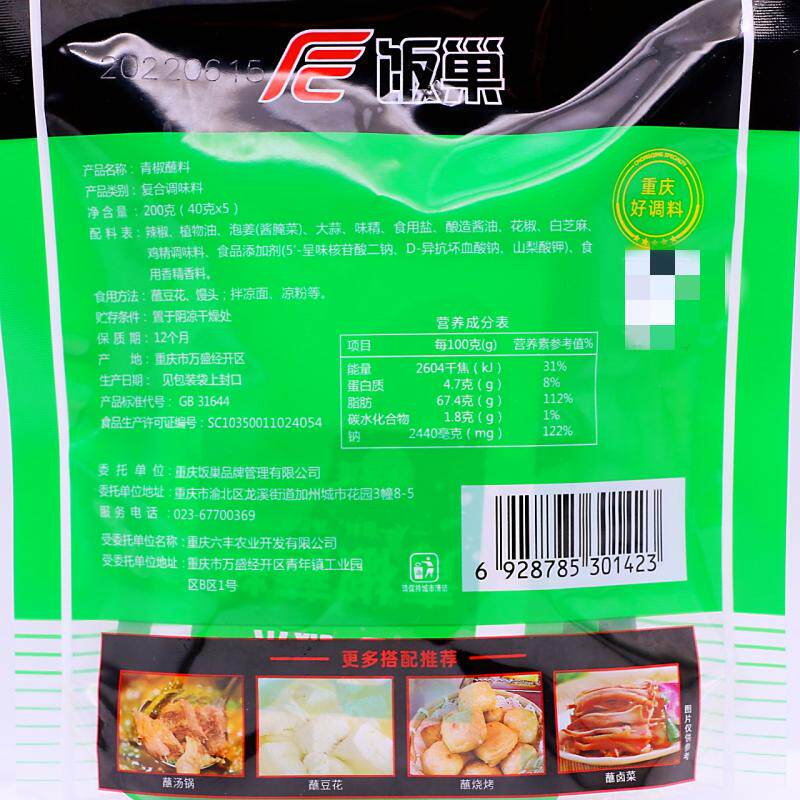 20220615
饭巢
CHONGQING SPECIALTY
重庆
好调料
产品名称：青椒蘸料
产品类别：复合调味料
净含量：200克(40克x5)
配料表：辣椒、植物油、泡姜(酱腌菜)、大蒜、味精、食用盐、酿造酱油、花椒、白芝麻、
鸡精调味料、食品添加剂(5'-呈味核苷酸二钠、D-异抗坏血酸钠、山梨酸钾)、食
用香精香料。
食用方法：蘸豆花、馒头；拌凉面、凉粉等。
贮存条件：置于阴凉干燥处
保质期：12个月
产地：重庆市万盛经开区
生产日期：见包装袋上封口
产品标准代号：GB 31644
食品生产许可证编号：SC10350011024054
营养成分表
项目 每100克(g) 营养素参考值%
能量 2604千焦(kJ) 31%
蛋白质 4.7克(g) 8%
脂肪 67.4克(g) 112%
碳水化合物 1.8克(g) 1%
钠 2440毫克(mg) 122%
委托单位：重庆饭巢品牌管理有限公司
委托单位地址：重庆市渝北区龙溪街道加州城市花园3幢8-5
服务电话：023-67700369
受委托单位名称：重庆六丰农业开发有限公司
受委托单位地址：重庆市万盛经开区青年镇工业园
区B区1号
请保持城市清洁
6 928785 301423
更多搭配推荐
蘸汤锅
蘸豆花
蘸烧烤
蘸卤菜
图片仅供参考